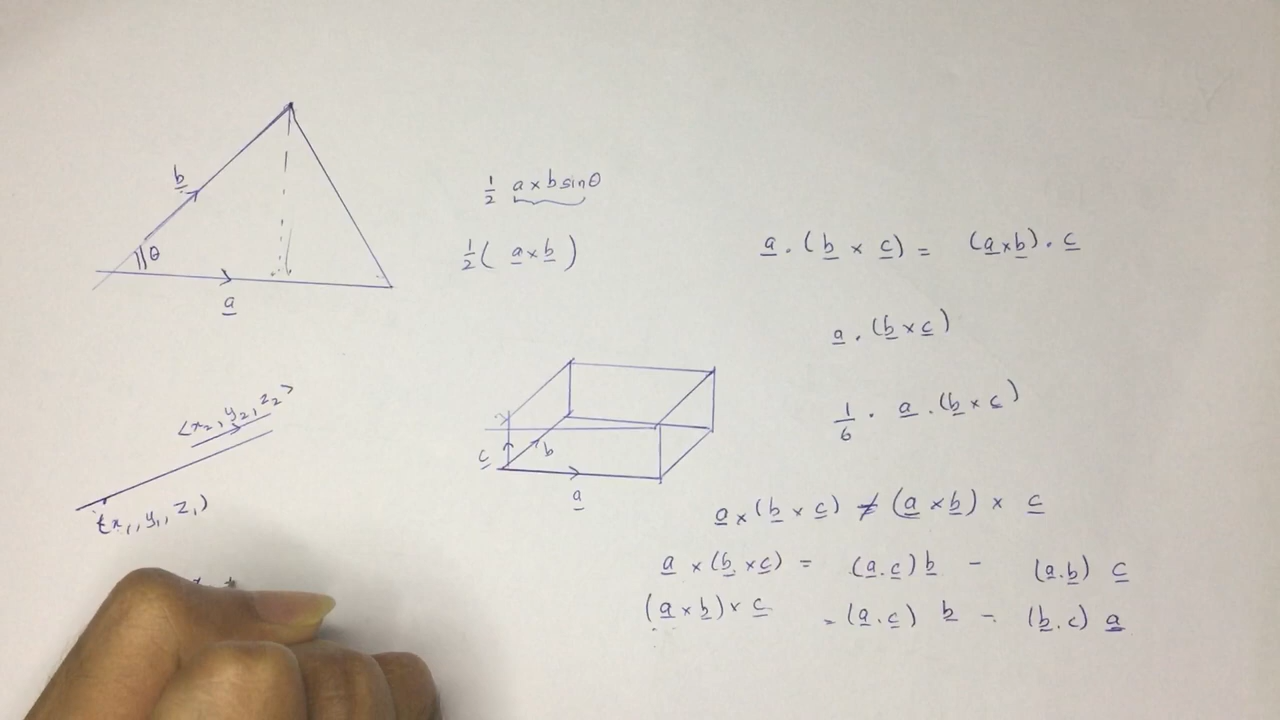 b
θ
a
1/2 a × b sinθ
1/2 ( a × b )
a . ( b × c ) = (a×b) . c
a . (b × c)
1/6 . a . (b × c)
<x₂, y₂, z₂>
(x₁, y₁, z₁)
c
b
a
a × (b × c) ≠ (a × b) × c
a × (b × c) = (a.c) b - (a.b) c
(a × b) × c = (a.c) b - (b.c) a